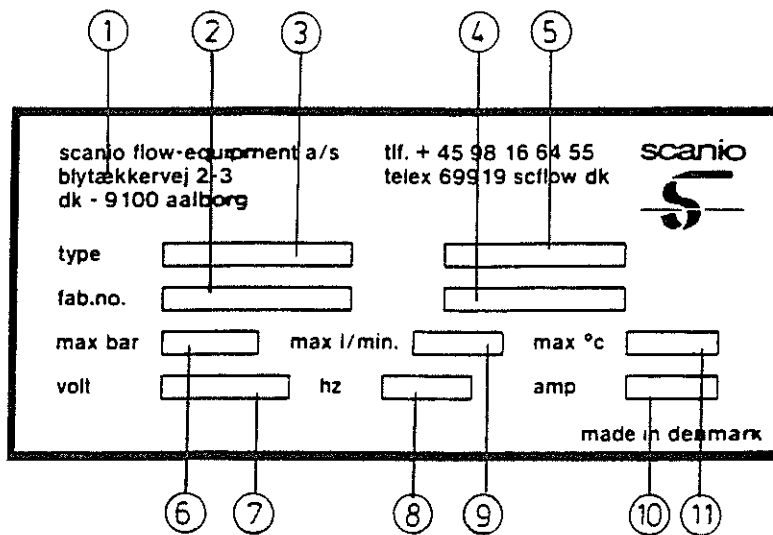 1 2 3 4 5
scanio flow-equipment a/s tlf. + 45 98 16 64 55 scanio
blytækkervej 2-3 telex 69919 scflow dk
dk - 9100 aalborg
type
fab.no.
max bar max l/min. max °c
volt hz amp
made in denmark
6 7 8 9 10 11